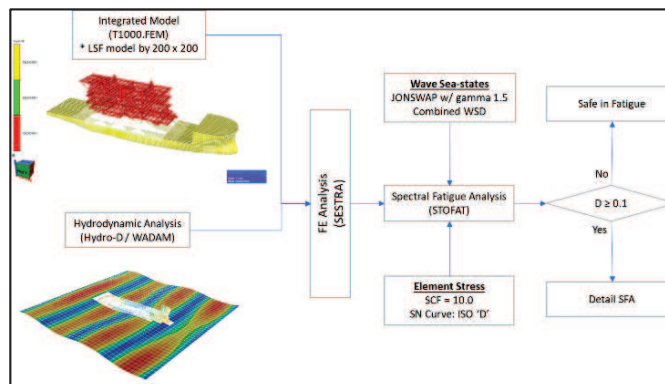 Integrated Model
(T1000.FEM)
* LSF model by 200 x 200
Hydrodynamic Analysis
(Hydro-D / WADAM)
FE Analysis
(SESTRA)
Wave Sea-states
JONSWAP w/ gamma 1.5
Combined WSD
Spectral Fatigue Analysis
(STOFAT)
Element Stress
SCF = 10.0
SN Curve: ISO 'D'
Safe in Fatigue
No
D ≥ 0.1
Yes
Detail SFA